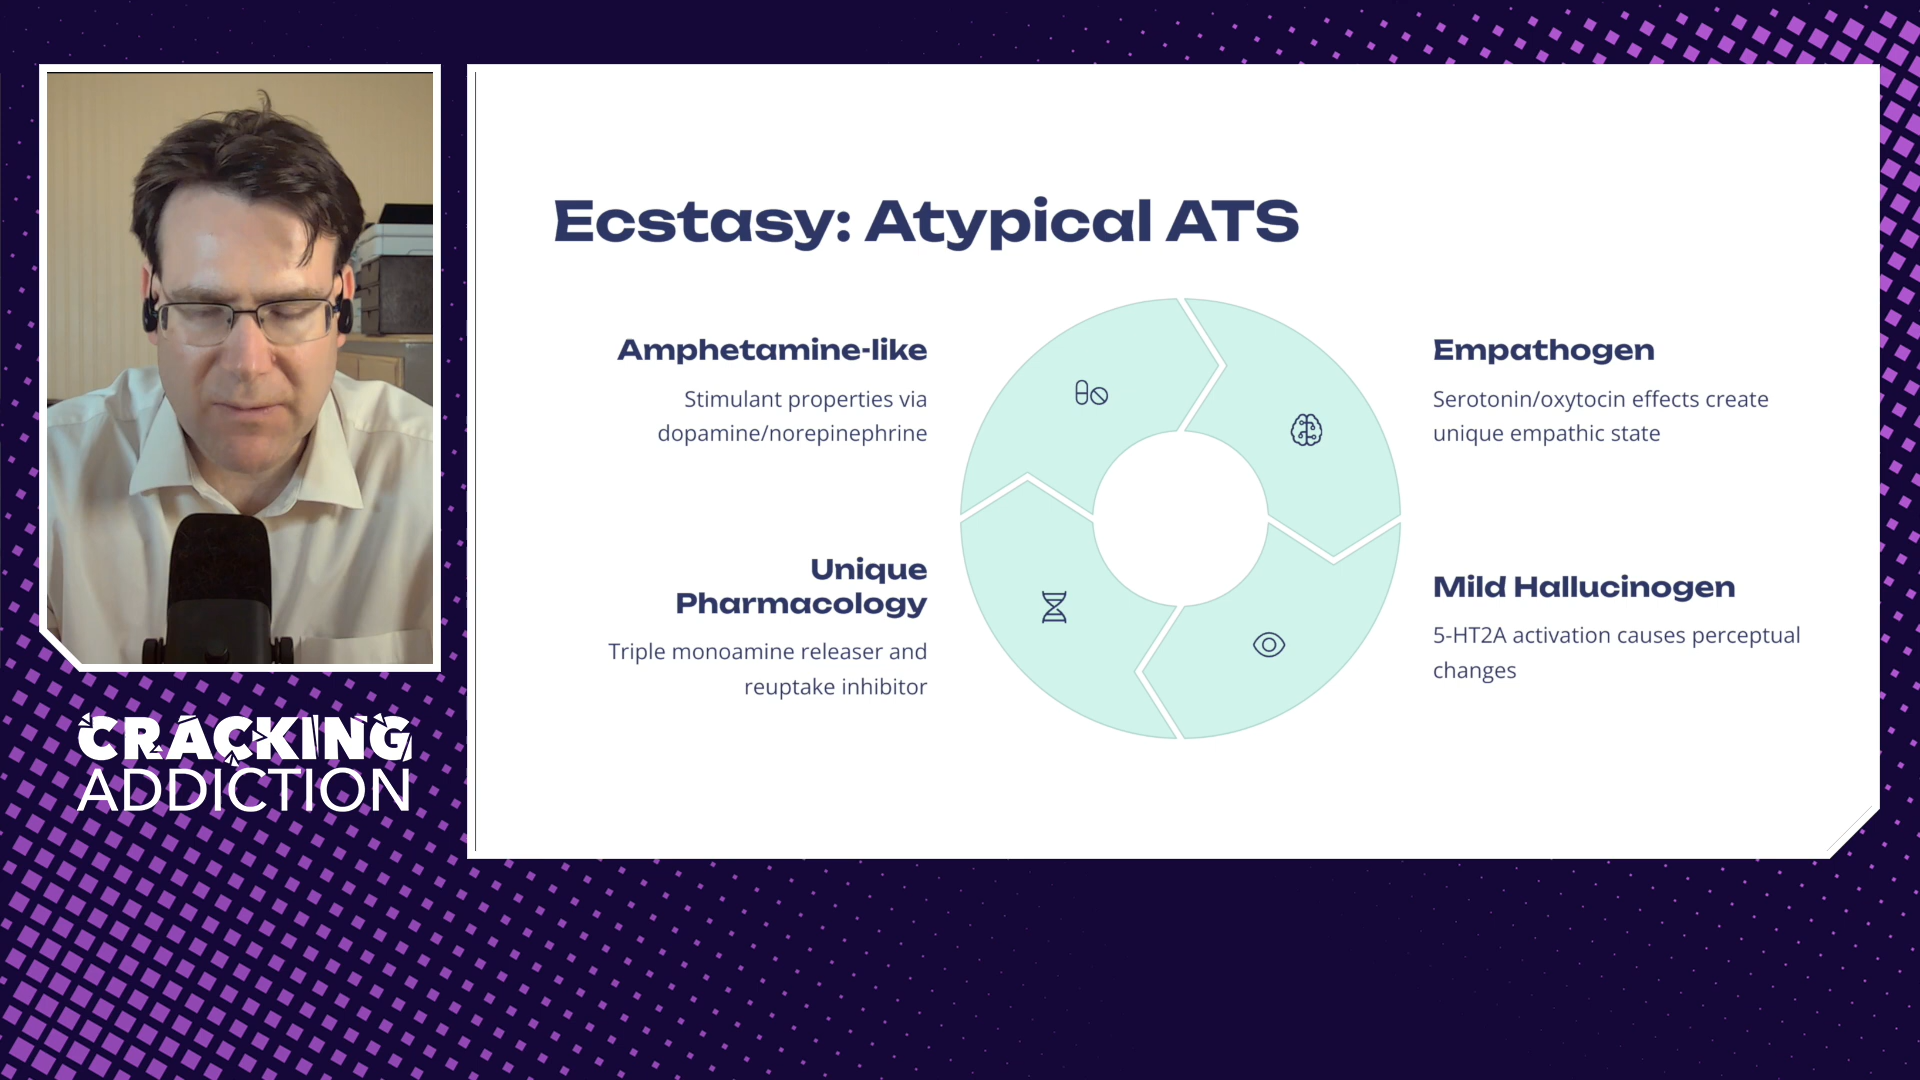 Ecstasy: Atypical ATS
Amphetamine-like
Stimulant properties via
dopamine/norepinephrine
Empathogen
Serotonin/oxytocin effects create
unique empathic state
Unique
Pharmacology
Triple monoamine releaser and
reuptake inhibitor
Mild Hallucinogen
5-HT2A activation causes perceptual
changes
CRACKING
ADDICTION